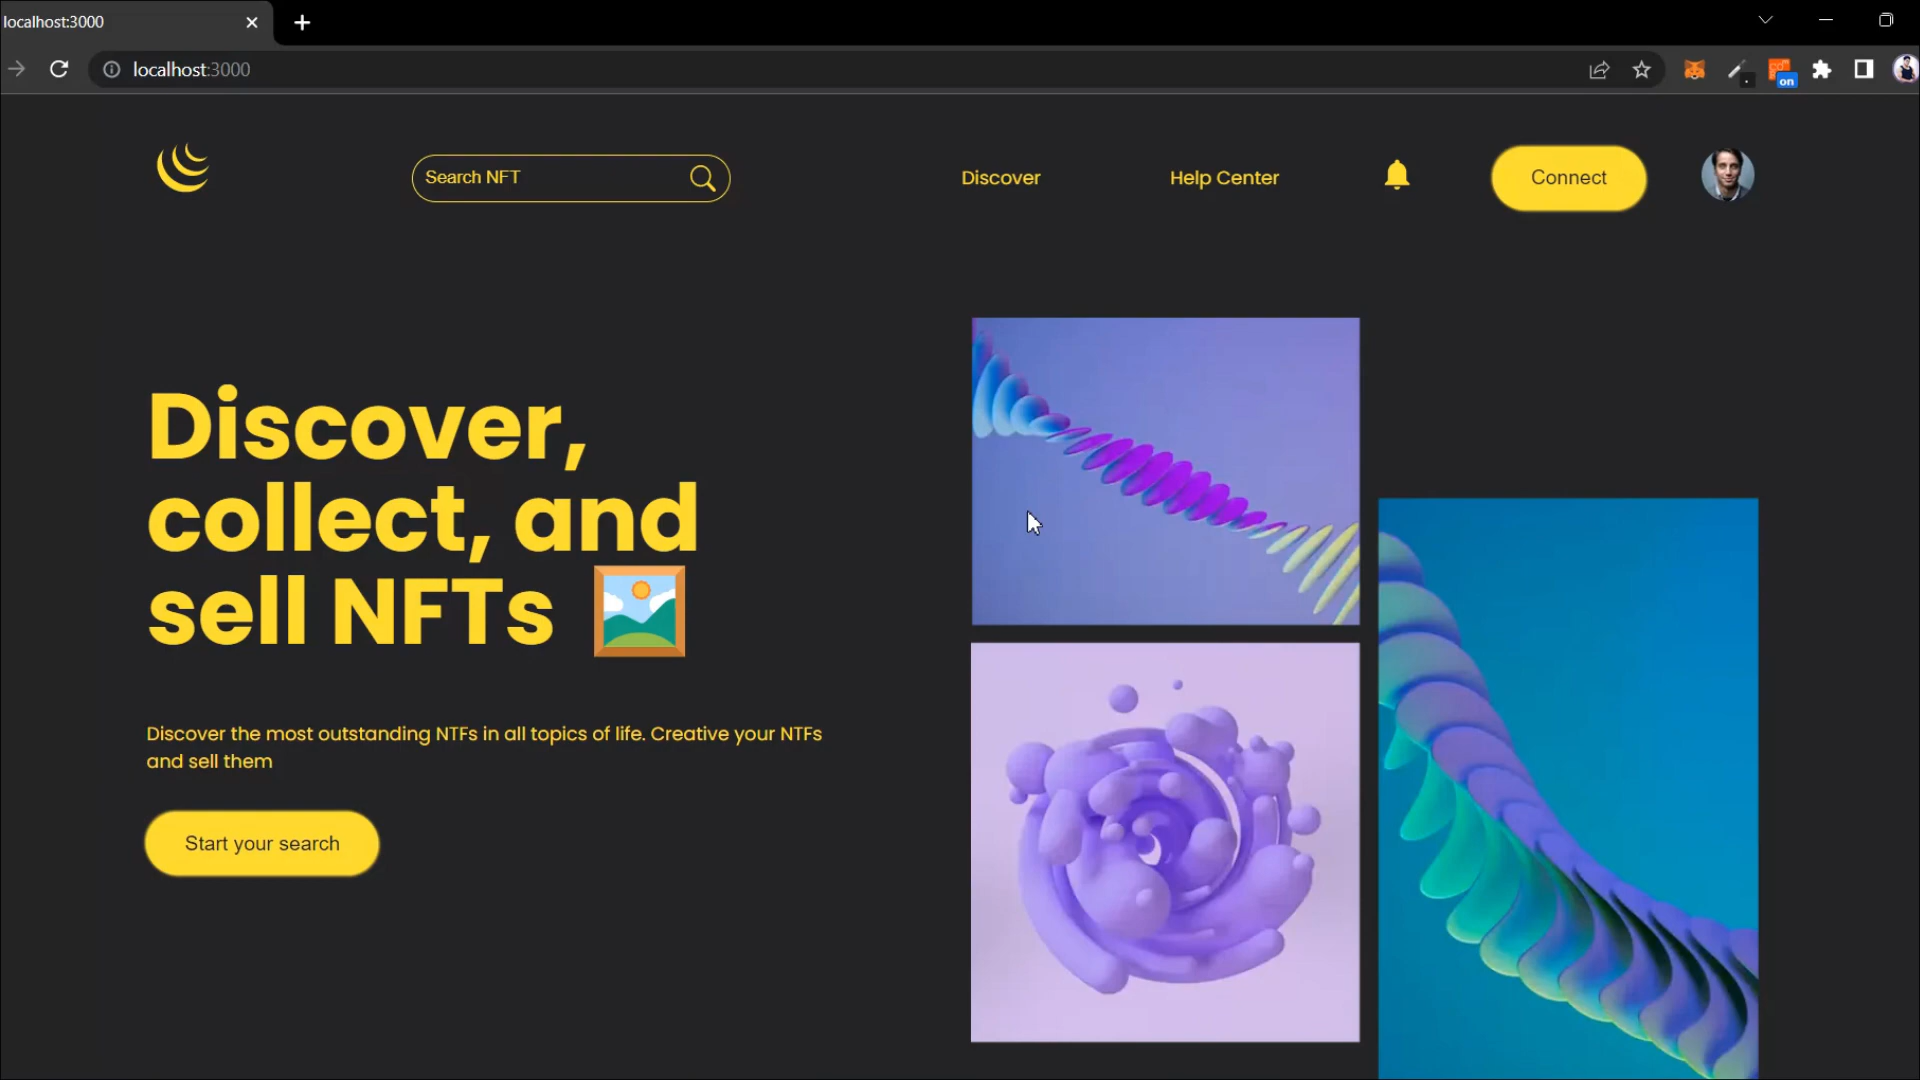 localhost:3000
localhost:3000
on
Search NFT
Discover
Help Center
Connect
Discover,
collect, and
sell NFTs
Discover the most outstanding NTFs in all topics of life. Creative your NTFs
and sell them
Start your search